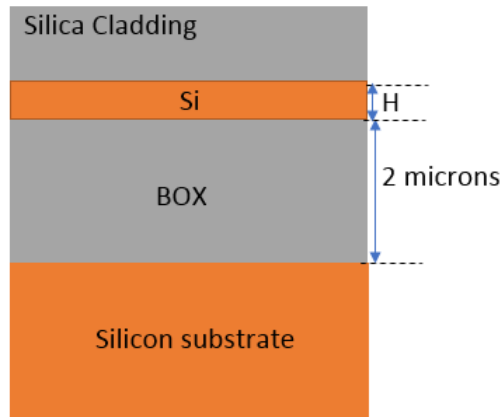 Silica Cladding
Si
H
2 microns
BOX
Silicon substrate